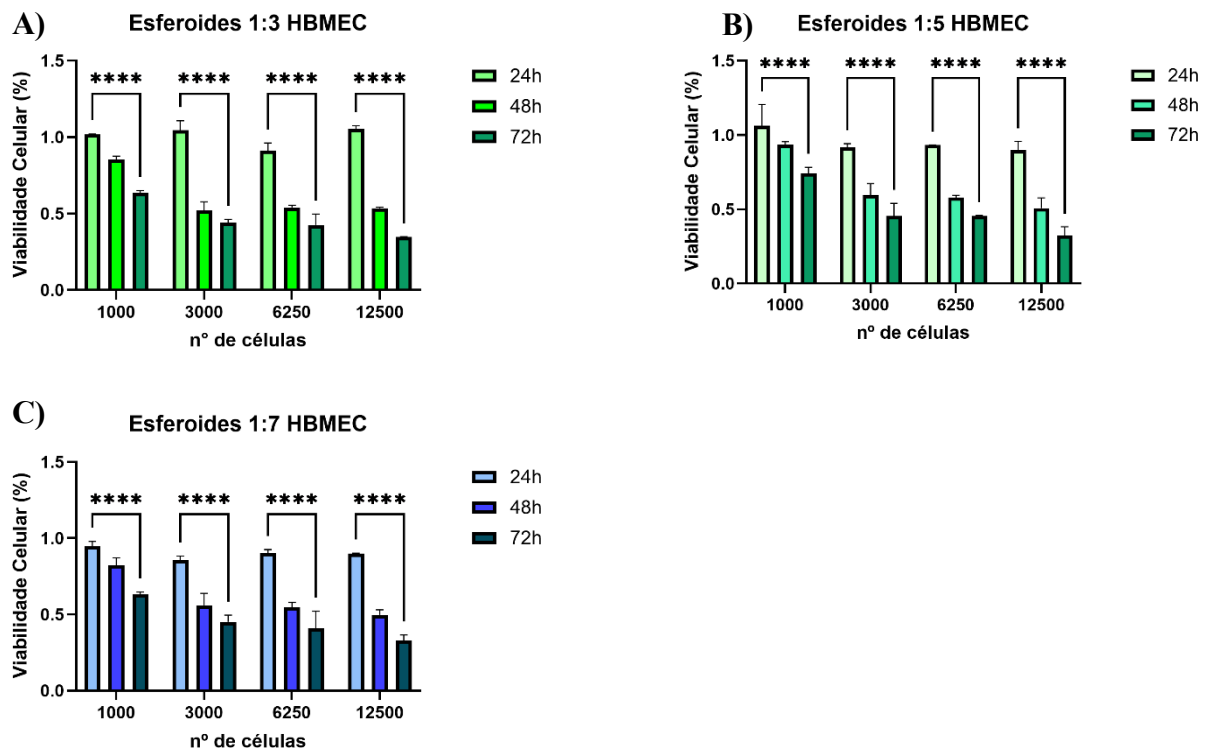 A)
Esferoides 1:3 HBMEC
Viabilidade Celular (%)
1.5
1.0
0.5
0.0
**** **** **** ****
1000 3000 6250 12500
nº de células
24h
48h
72h
B)
Esferoides 1:5 HBMEC
Viabilidade Celular (%)
1.5
1.0
0.5
0.0
**** **** **** ****
1000 3000 6250 12500
nº de células
24h
48h
72h
C)
Esferoides 1:7 HBMEC
Viabilidade Celular (%)
1.5
1.0
0.5
0.0
**** **** **** ****
1000 3000 6250 12500
nº de células
24h
48h
72h